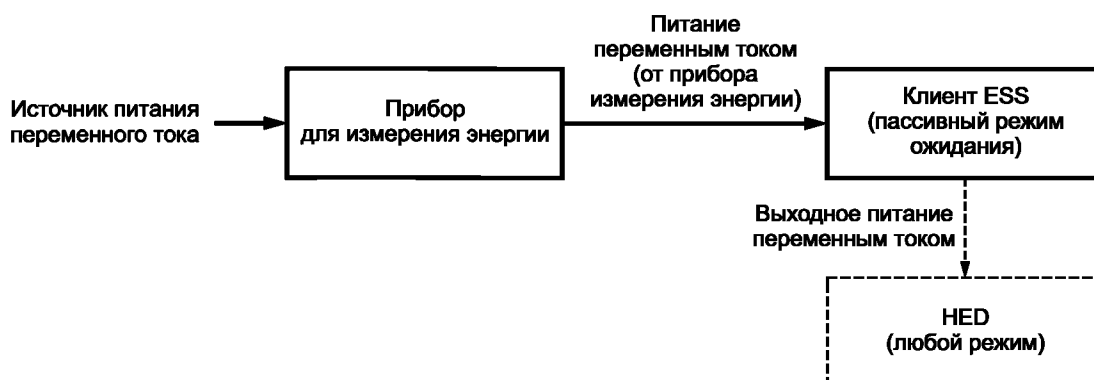 Источник питания
переменного тока
Прибор
для измерения энергии
Питание
переменным током
(от прибора
измерения энергии)
Клиент ESS
(пассивный режим
ожидания)
Выходное питание
переменным током
HED
(любой режим)